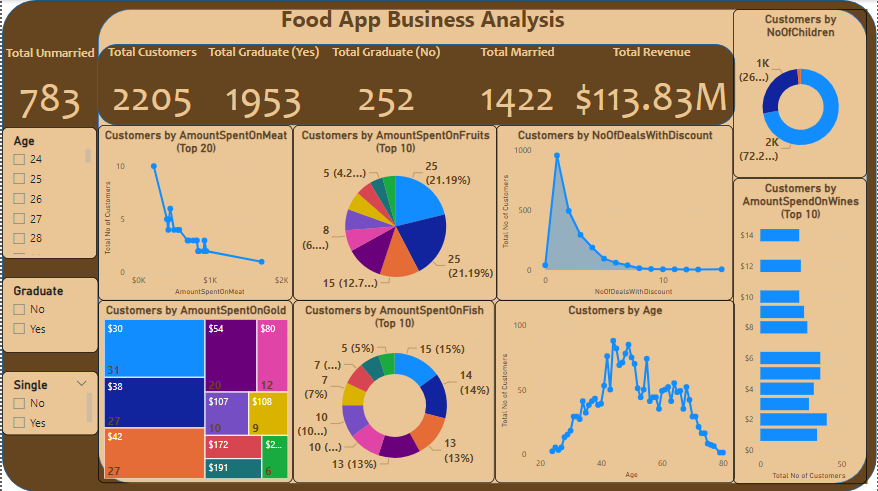 Food App Business Analysis
Total Unmarried
783
Total Customers
2205
Total Graduate (Yes)
1953
Total Graduate (No)
252
Total Married
1422
Total Revenue
$113.83M
Customers by
NoOfChildren
1K
(26...)
2K
(72.2...)
Age
24
25
26
27
28
Graduate
No
Yes
Single
No
Yes
Customers by AmountSpentOnMeat
(Top 20)
Total No of Customers
10
5
0
$0K
$1K
$2K
AmountSpentOnMeat
Customers by AmountSpentOnFruits
(Top 10)
5 (4.2...)
25
(21.19%)
8
(6....)
25
(21.19%)
15 (12.7...)
Customers by NoOfDealsWithDiscount
Total No of Customers
1000
500
0
0
10
NoOfDealsWithDiscount
Customers by
AmountSpendOnWines
(Top 10)
$14
$12
$10
$8
$6
$4
$2
$0
0
50
Total No of Customers
Customers by AmountSpentOnGold
$30
31
$38
27
$42
27
$54
20
$80
12
$107
10
$108
9
$172
$191
$2...
6
Customers by AmountSpentOnFish
(Top 10)
5 (5%)
15 (15%)
7 (...)
14
(14%)
7
(7%)
10
(10...)
13
(13%)
10 (...)
13 (13%)
Customers by Age
Total No of Customers
100
50
0
20
40
60
80
Age